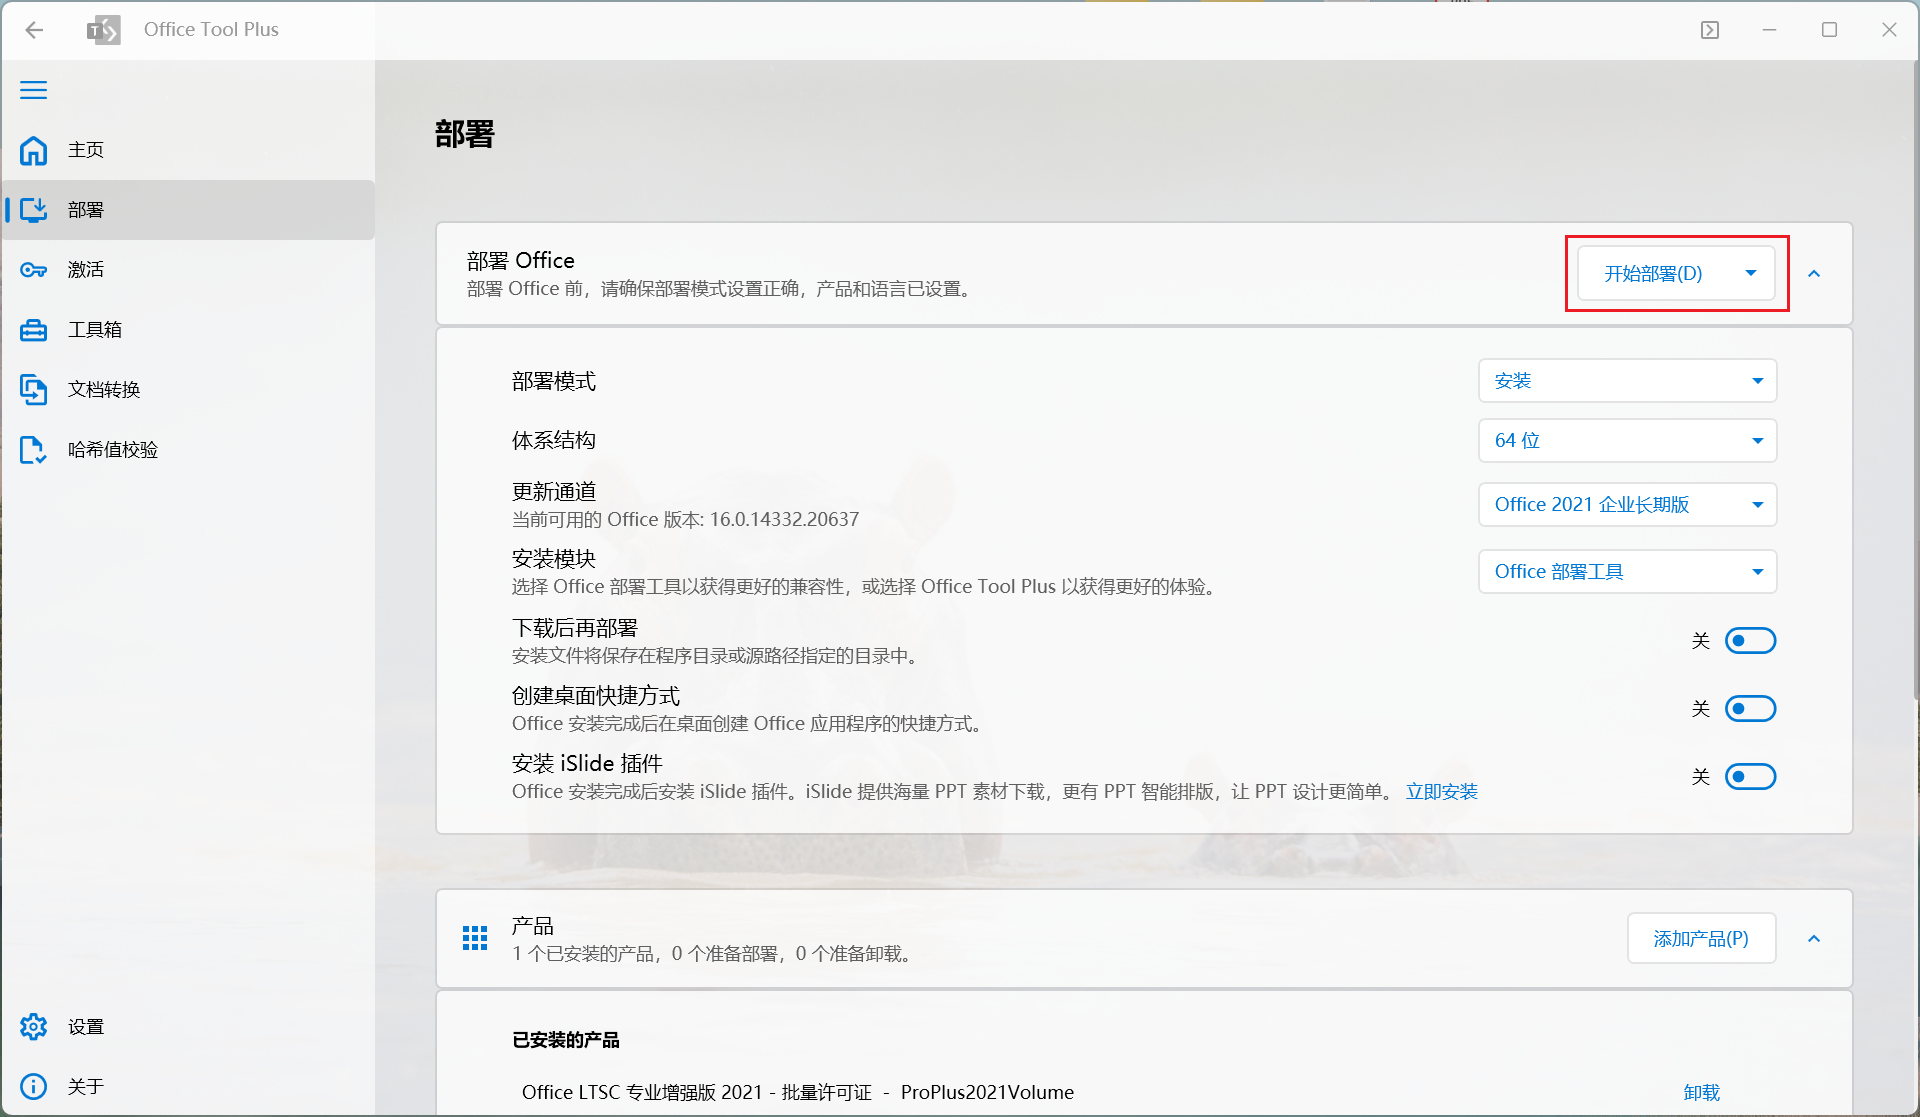 Office Tool Plus
主页
部署
激活
工具箱
文档转换
哈希值校验
设置
关于
部署
部署 Office
部署 Office 前，请确保部署模式设置正确，产品和语言已设置。
开始部署(D)
部署模式
安装
体系结构
64 位
更新通道
当前可用的 Office 版本: 16.0.14332.20637
Office 2021 企业长期版
安装模块
选择 Office 部署工具以获得更好的兼容性，或选择 Office Tool Plus 以获得更好的体验。
Office 部署工具
下载后再部署
安装文件将保存在程序目录或源路径指定的目录中。
关
创建桌面快捷方式
Office 安装完成后在桌面创建 Office 应用程序的快捷方式。
关
安装 iSlide 插件
Office 安装完成后安装 iSlide 插件。iSlide 提供海量 PPT 素材下载，更有 PPT 智能排版，让 PPT 设计更简单。 立即安装
关
产品
1 个已安装的产品，0 个准备部署，0 个准备卸载。
添加产品(P)
已安装的产品
Office LTSC 专业增强版 2021 - 批量许可证 - ProPlus2021Volume
卸载